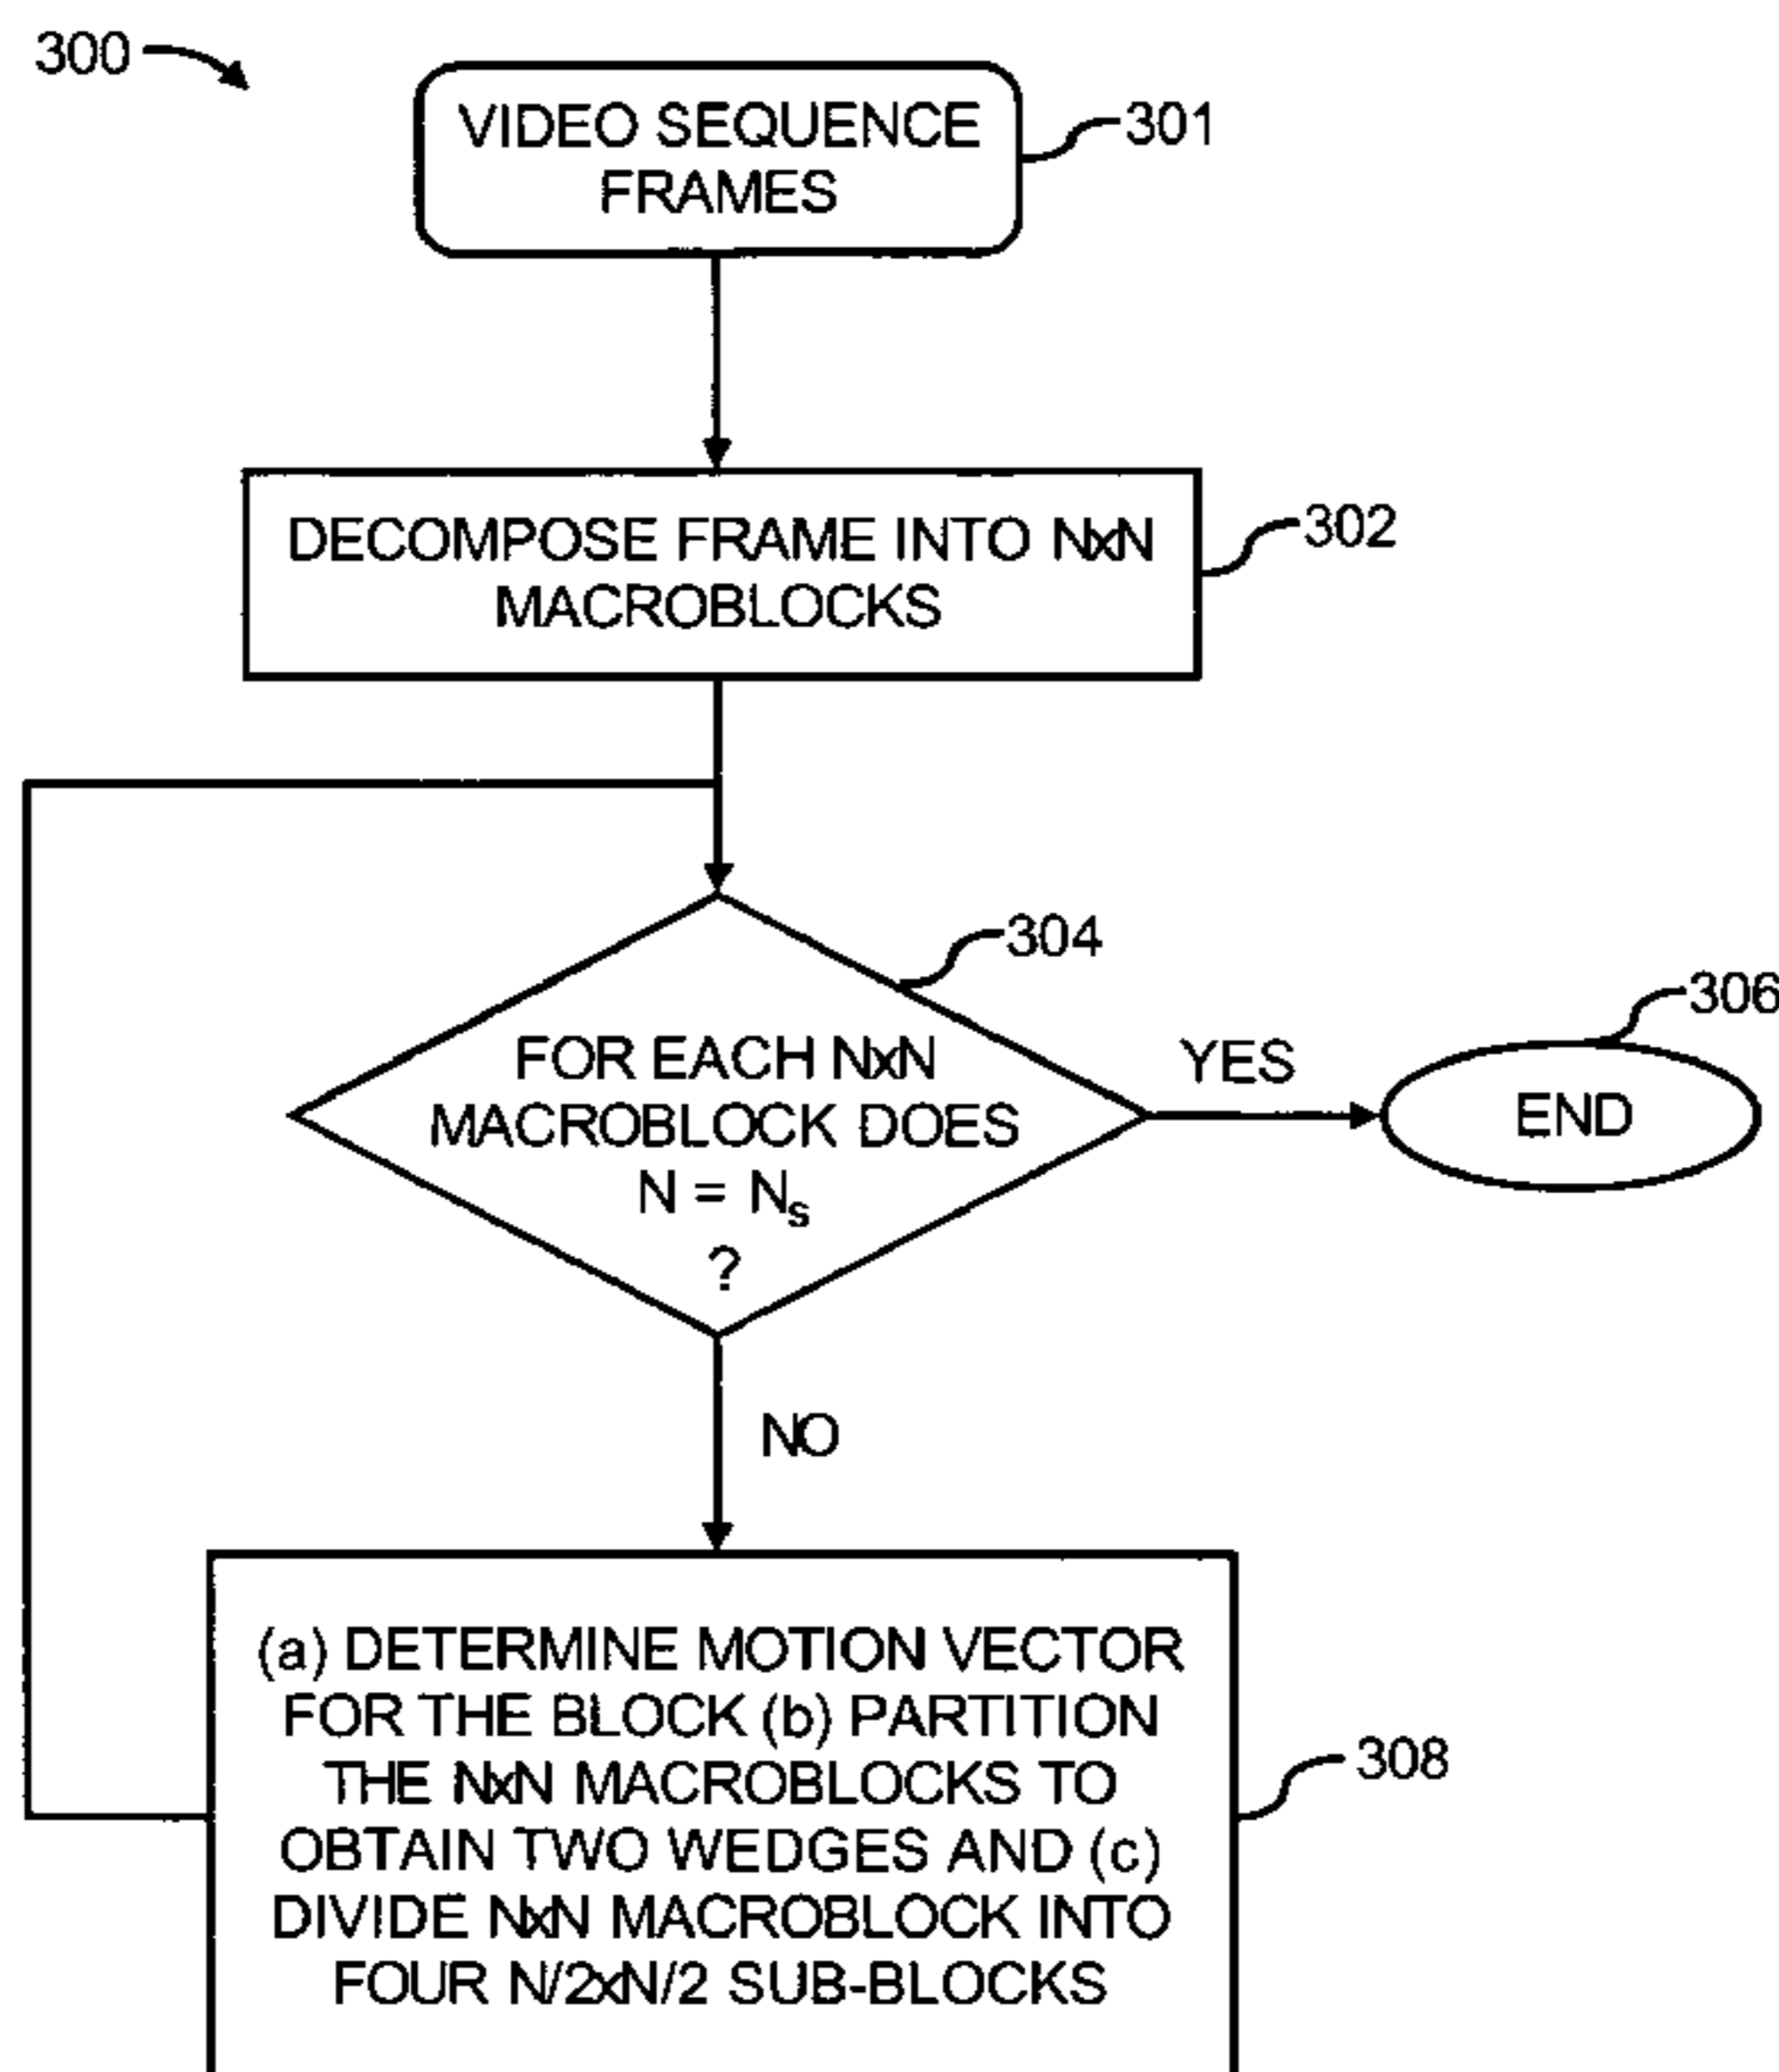 300
VIDEO SEQUENCE
FRAMES
301
DECOMPOSE FRAME INTO NxN
MACROBLOCKS
302
304
FOR EACH NxN
MACROBLOCK DOES
N = Ns
?
YES
306
END
NO
(a) DETERMINE MOTION VECTOR
FOR THE BLOCK (b) PARTITION
THE NxN MACROBLOCKS TO
OBTAIN TWO WEDGES AND (c)
DIVIDE NxN MACROBLOCK INTO
FOUR N/2xN/2 SUB-BLOCKS
308